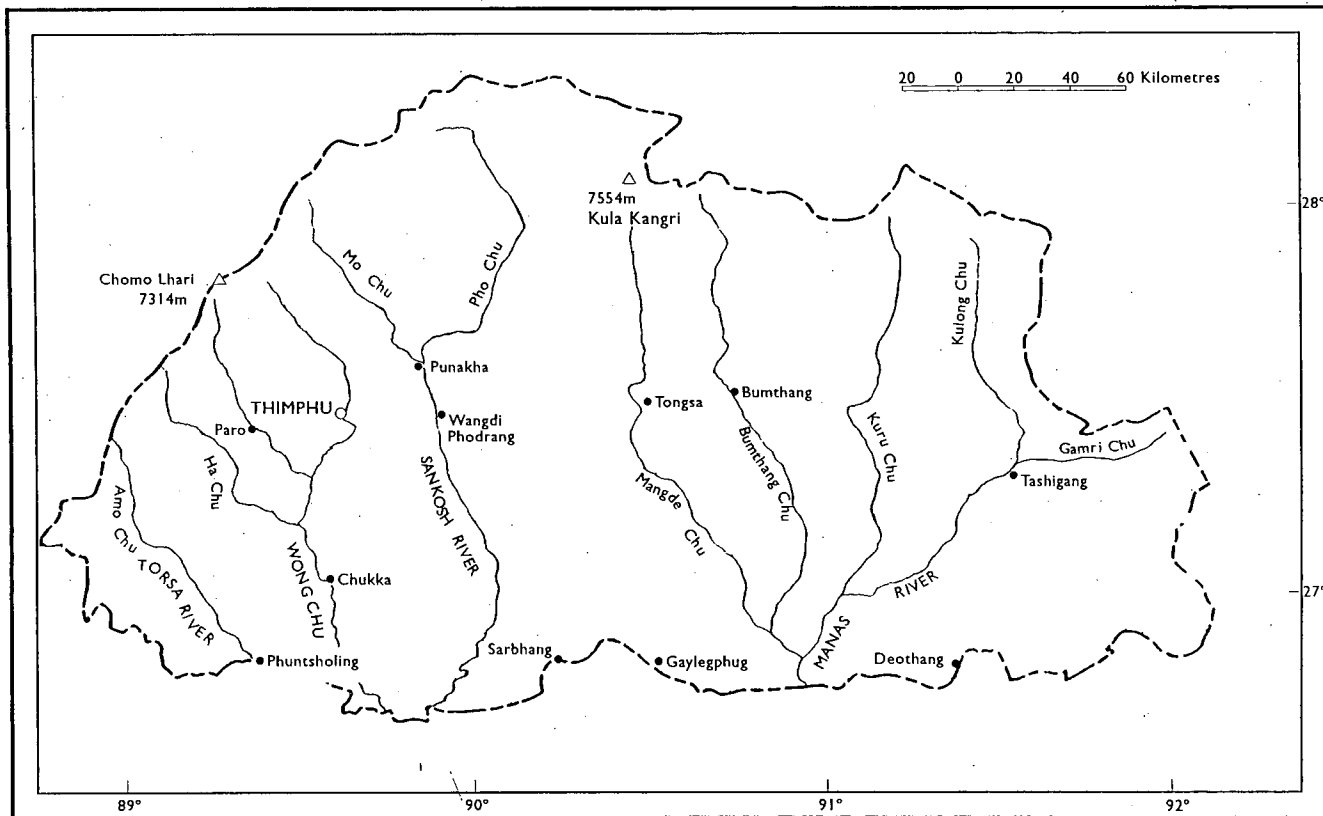 20 0 20 40 60 Kilometres
7554m
Kula Kangri
28°
Chomo Lhari
7314m
Mo Chu
Pho Chu
Kulong Chu
Punakha
THIMPHU
Wangdi
Phodrang
Paro
Tongsa
Bumthang
Kuru Chu
Gamri Chu
Tashigang
Ha Chu
Amo Chu
TORSA RIVER
SANKOSH RIVER
Mangde Chu
Bumthang Chu
WONG CHU
Chukka
MANAS
RIVER
27°
Phuntsholing
Sarbhang
Gaylegphug
Deothang
89° 90° 91° 92°